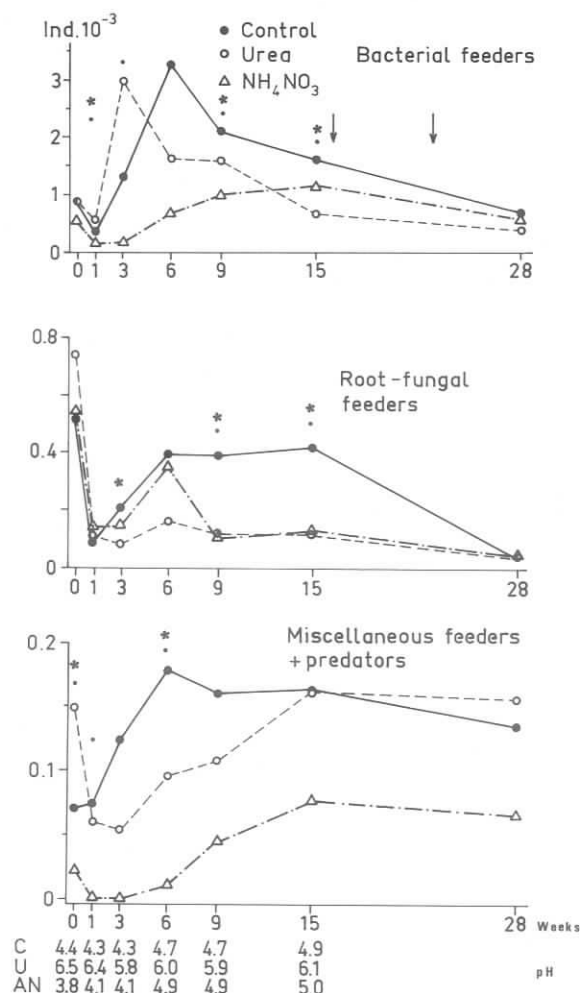 Ind.10⁻³
● Control
○ Urea
△ NH₄NO₃
Bacterial feeders
3
2
1
0
* • • * • * •
0 1 3 6 9 15 28
0.8
Root-fungal
feeders
0.4
0
* * • * •
0 1 3 6 9 15 28
0.2
Miscellaneous feeders
+ predators
0.1
0
* • • * •
0 1 3 6 9 15 28 Weeks
C 4.4 4.3 4.3 4.7 4.7 4.9
U 6.5 6.4 5.8 6.0 5.9 6.1 pH
AN 3.8 4.1 4.1 4.9 4.9 5.0